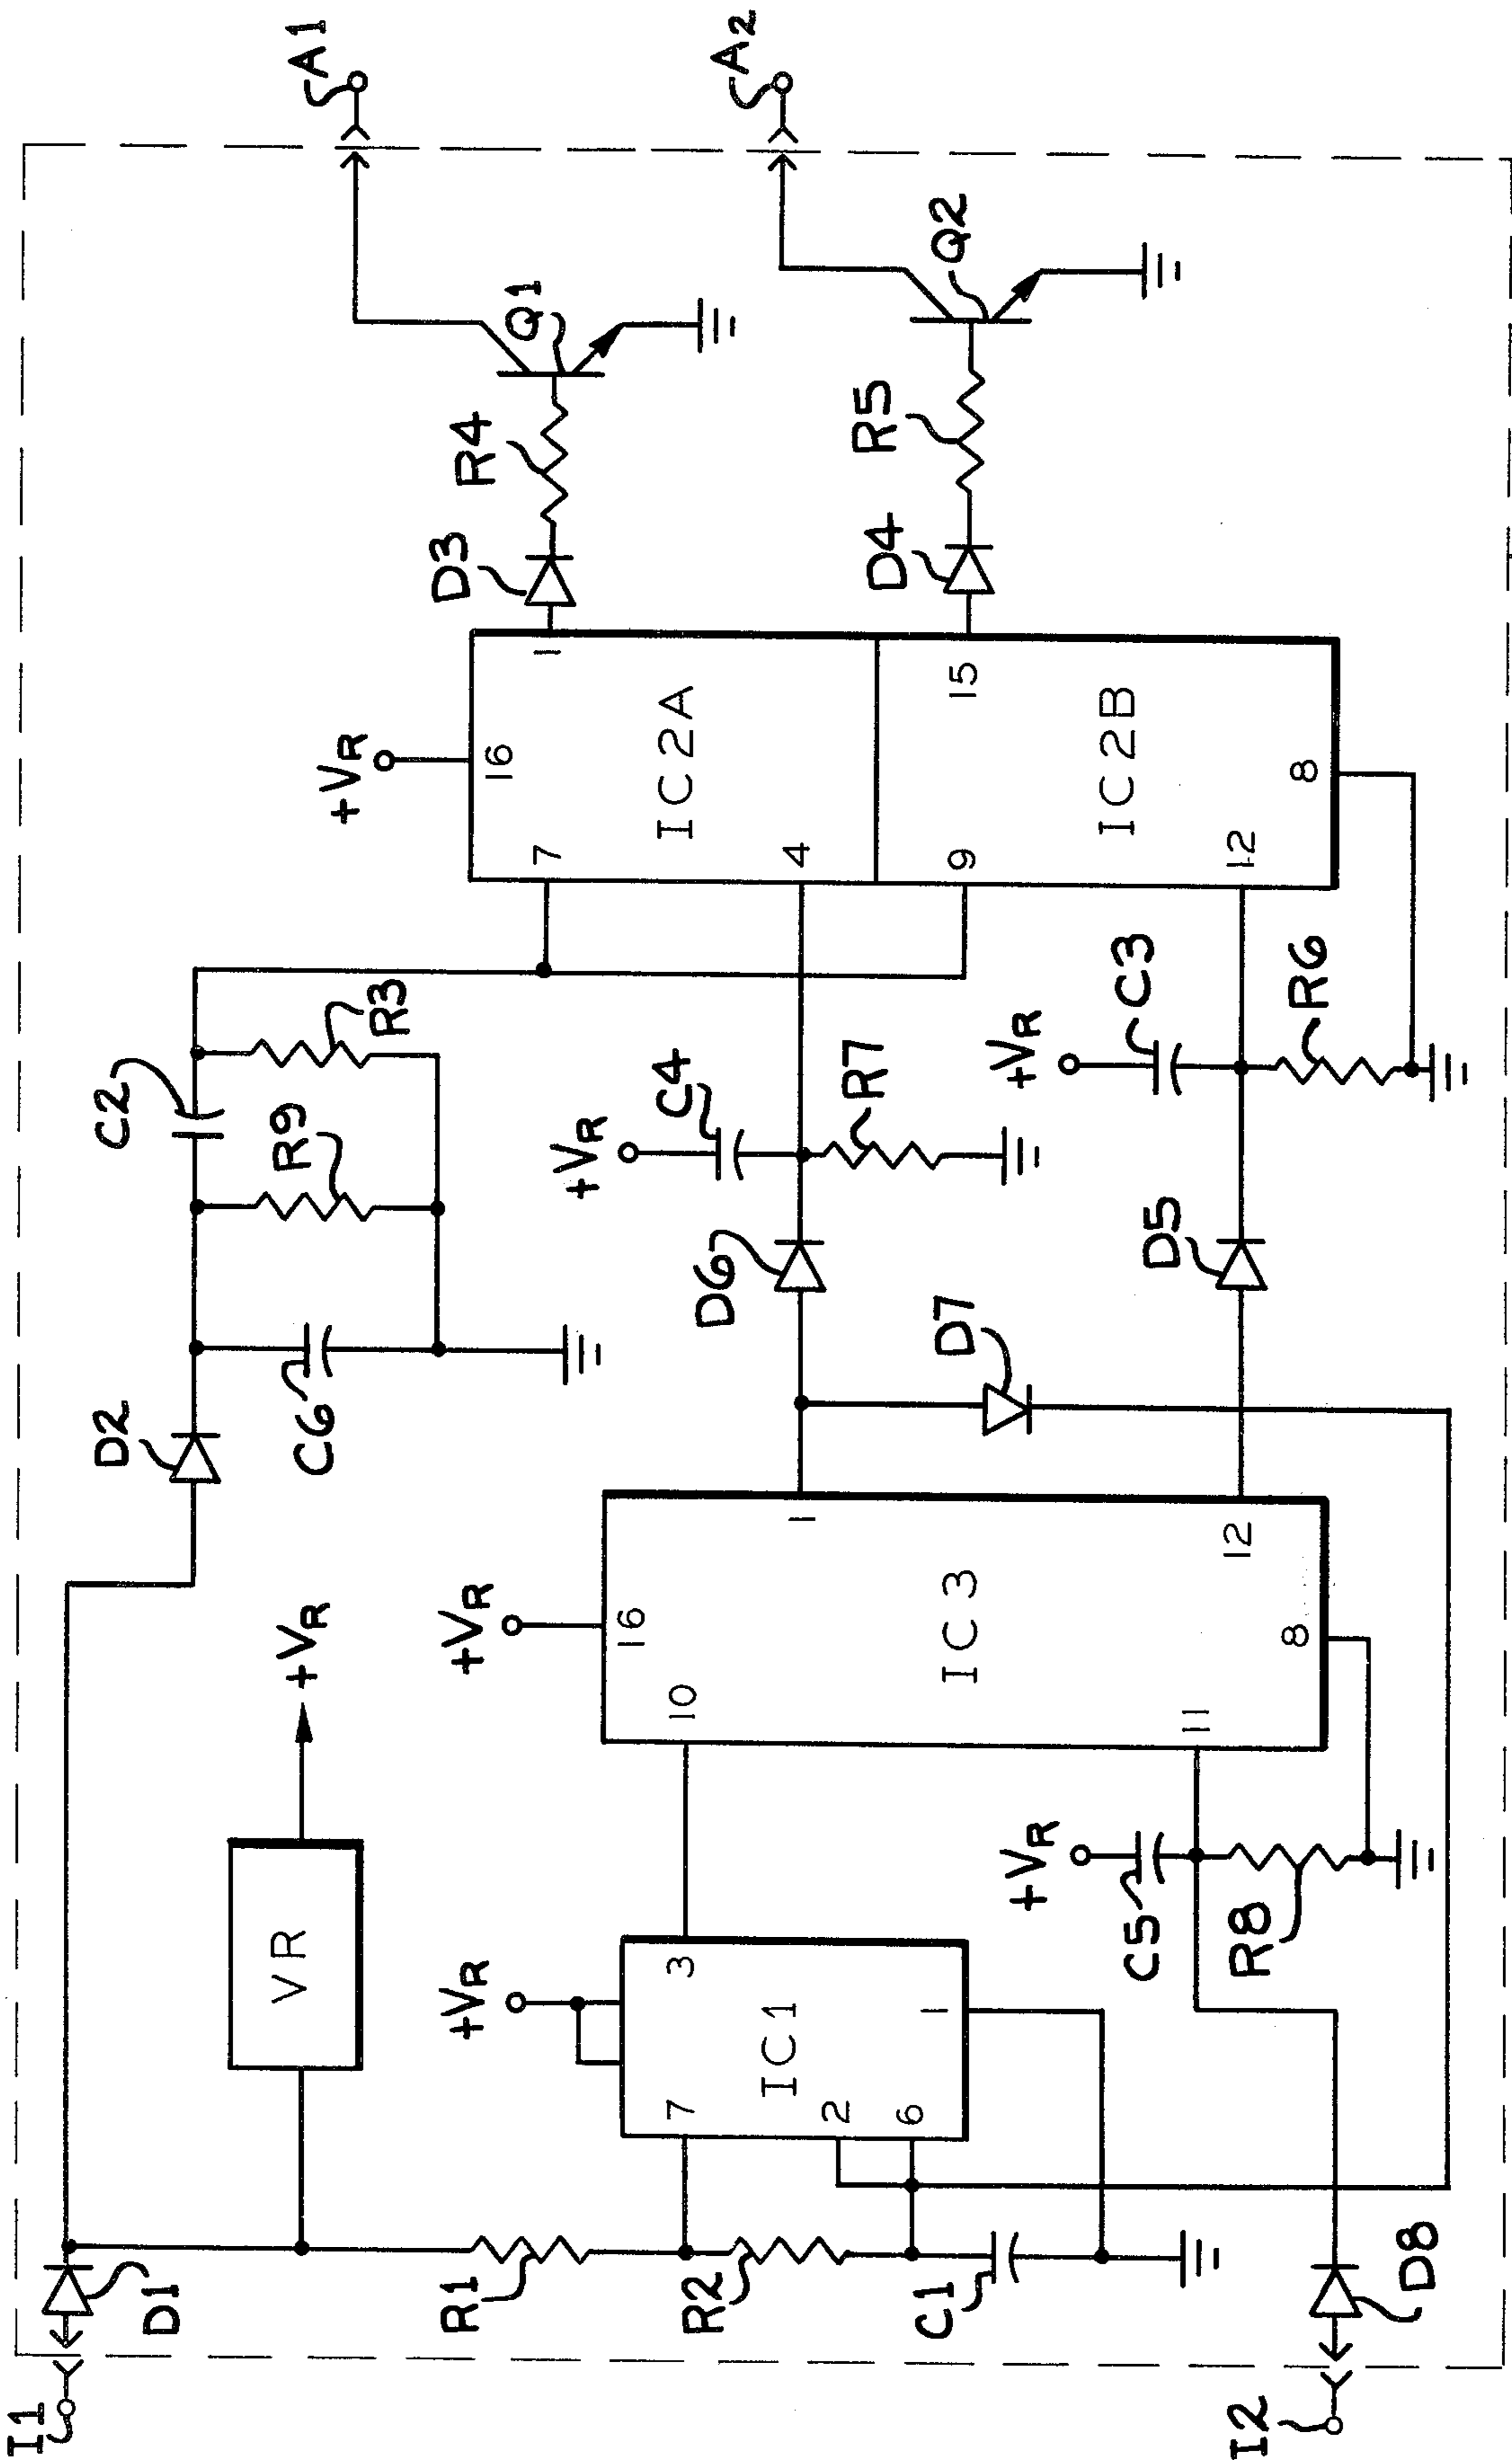 I1
D1
VR
+VR
D2
C6
R9
C2
R3
R1
R2
C1
+VR
7
3
2
6
1
IC1
+VR
16
10
1
IC3
11
12
8
+VR
C5
R8
I2
D8
D6
D7
D5
+VR
C4
R7
+VR
C3
R6
+VR
16
7
1
IC2A
4
9
15
IC2B
12
8
D3
R4
Q1
A1
D4
R5
Q2
A2